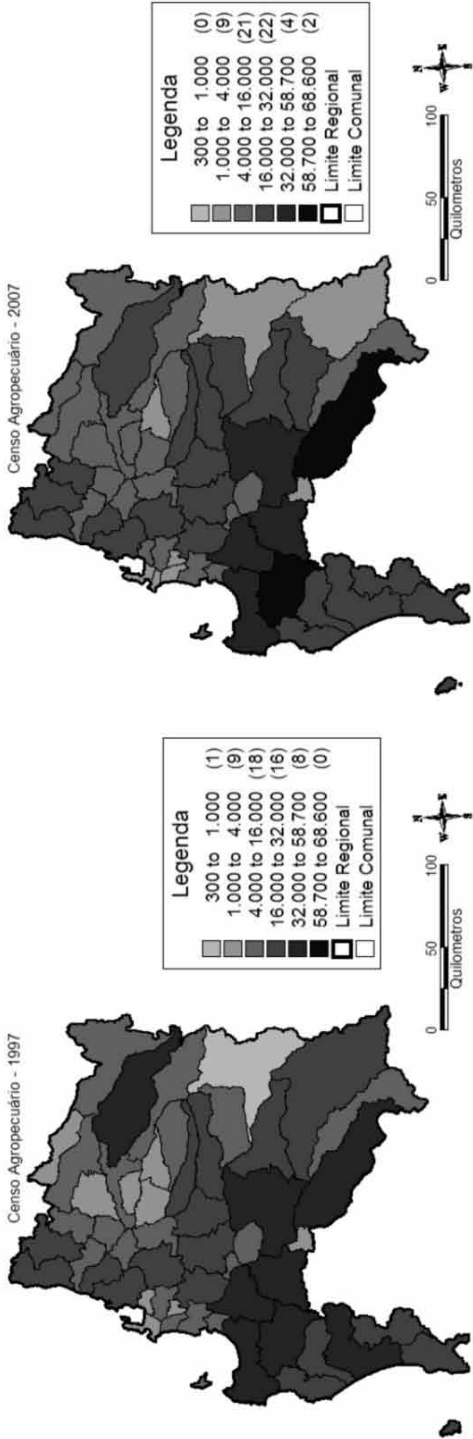 Censo Agropecuário - 1997
Legenda
300 to 1.000 (1)
1.000 to 4.000 (9)
4.000 to 16.000 (18)
16.000 to 32.000 (16)
32.000 to 58.700 (8)
58.700 to 68.600 (0)
Limite Regional
Limite Comunal
0 50 100
Quilometros
N
W E
S
Censo Agropecuário - 2007
Legenda
300 to 1.000 (0)
1.000 to 4.000 (9)
4.000 to 16.000 (21)
16.000 to 32.000 (22)
32.000 to 58.700 (4)
58.700 to 68.600 (2)
Limite Regional
Limite Comunal
0 50 100
Quilometros
N
W E
S